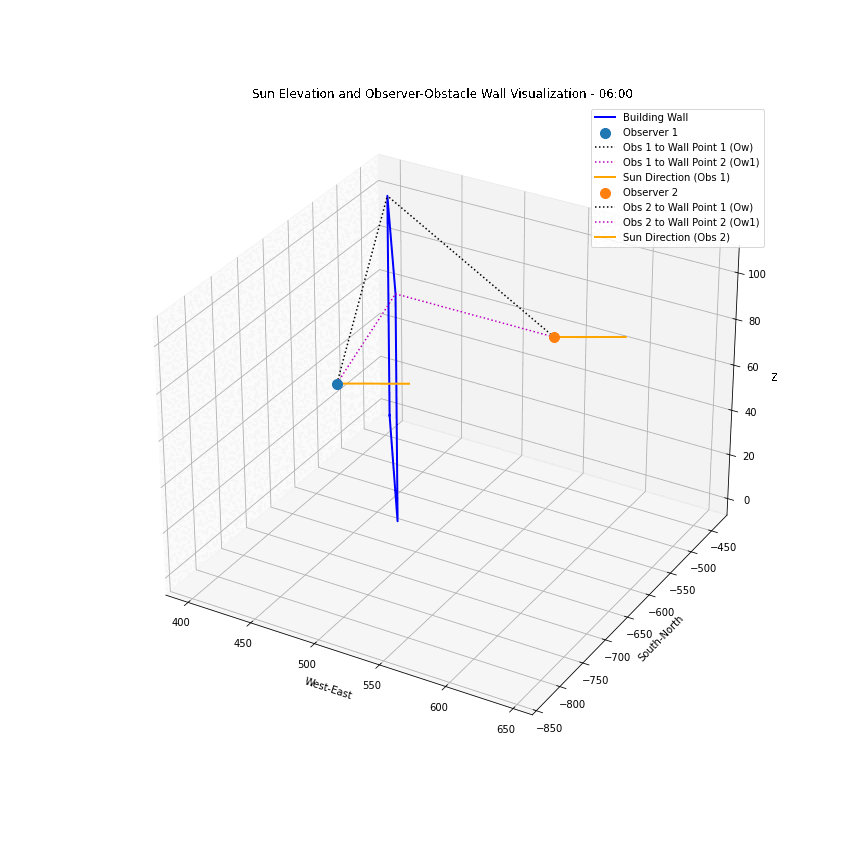 Sun Elevation and Observer-Obstacle Wall Visualization - 06:00
Building Wall
Observer 1
Obs 1 to Wall Point 1 (Ow)
Obs 1 to Wall Point 2 (Ow1)
Sun Direction (Obs 1)
Observer 2
Obs 2 to Wall Point 1 (Ow)
Obs 2 to Wall Point 2 (Ow1)
Sun Direction (Obs 2)
100
80
60
40
20
0
Z
−450
−500
−550
−600
−650
−700
−750
−800
−850
South-North
400
450
500
550
600
650
West-East